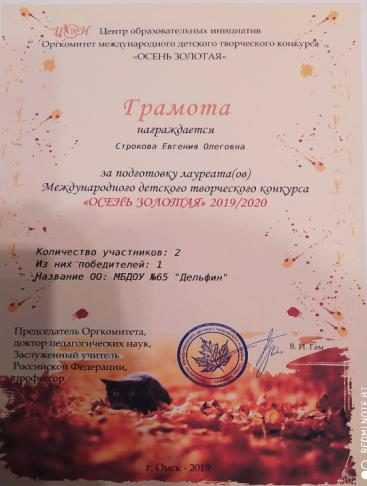 ЦОИ Центр образовательных инициатив
Оргкомитет международного детского творческого конкурса
«ОСЕНЬ ЗОЛОТАЯ»
Грамота
награждается
Строкова Евгения Олеговна
за подготовку лауреата(ов)
Международного детского творческого конкурса
«ОСЕНЬ ЗОЛОТАЯ» 2019/2020
Количество участников: 2
Из них победителей: 1
Название ОО: МБДОУ №65 "Дельфин"
Председатель Оргкомитета,
доктор педагогических наук,
Заслуженный учитель
Российской Федерации,
профессор
В. И. Гам
г. Омск - 2019